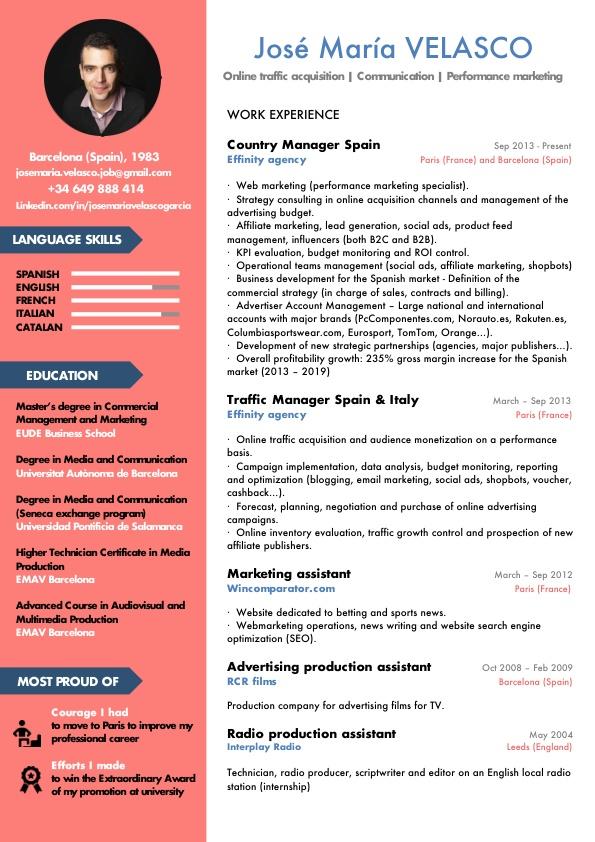 José María VELASCO
Online traffic acquisition | Communication | Performance marketing
Barcelona (Spain), 1983
josemaria.velasco.job@gmail.com
+34 649 888 414
Linkedin.com/in/josemariavelascogarcia
LANGUAGE SKILLS
SPANISH
ENGLISH
FRENCH
ITALIAN
CATALAN
EDUCATION
Master's degree in Commercial
Management and Marketing
EUDE Business School
Degree in Media and Communication
Universitat Autònoma de Barcelona
Degree in Media and Communication
(Seneca exchange program)
Universidad Pontificia de Salamanca
Higher Technician Certificate in Media
Production
EMAV Barcelona
Advanced Course in Audiovisual and
Multimedia Production
EMAV Barcelona
MOST PROUD OF
Courage I had
to move to Paris to improve my
professional career
Efforts I made
to win the Extraordinary Award
of my promotion at university
WORK EXPERIENCE
Country Manager Spain Sep 2013 - Present
Effinity agency Paris (France) and Barcelona (Spain)
· Web marketing (performance marketing specialist).
· Strategy consulting in online acquisition channels and management of the
advertising budget.
· Affiliate marketing, lead generation, social ads, product feed
management, influencers (both B2C and B2B).
· KPI evaluation, budget monitoring and ROI control.
· Operational teams management (social ads, affiliate marketing, shopbots)
· Business development for the Spanish market - Definition of the
commercial strategy (in charge of sales, contracts and billing).
· Advertiser Account Management – Large national and international
accounts with major brands (PcComponentes.com, Norauto.es, Rakuten.es,
Columbiasportswear.com, Eurosport, TomTom, Orange...).
· Development of new strategic partnerships (agencies, major publishers...).
· Overall profitability growth: 235% gross margin increase for the Spanish
market (2013 – 2019)
Traffic Manager Spain & Italy March – Sep 2013
Effinity agency Paris (France)
· Online traffic acquisition and audience monetization on a performance
basis.
· Campaign implementation, data analysis, budget monitoring, reporting
and optimization (blogging, email marketing, social ads, shopbots, voucher,
cashback...).
· Forecast, planning, negotiation and purchase of online advertising
campaigns.
· Online inventory evaluation, traffic growth control and prospection of new
affiliate publishers.
Marketing assistant March – Sep 2012
Wincomparator.com Paris (France)
· Website dedicated to betting and sports news.
· Webmarketing operations, news writing and website search engine
optimization (SEO).
Advertising production assistant Oct 2008 – Feb 2009
RCR films Barcelona (Spain)
Production company for advertising films for TV.
Radio production assistant May 2004
Interplay Radio Leeds (England)
Technician, radio producer, scriptwriter and editor on an English local radio
station (internship)